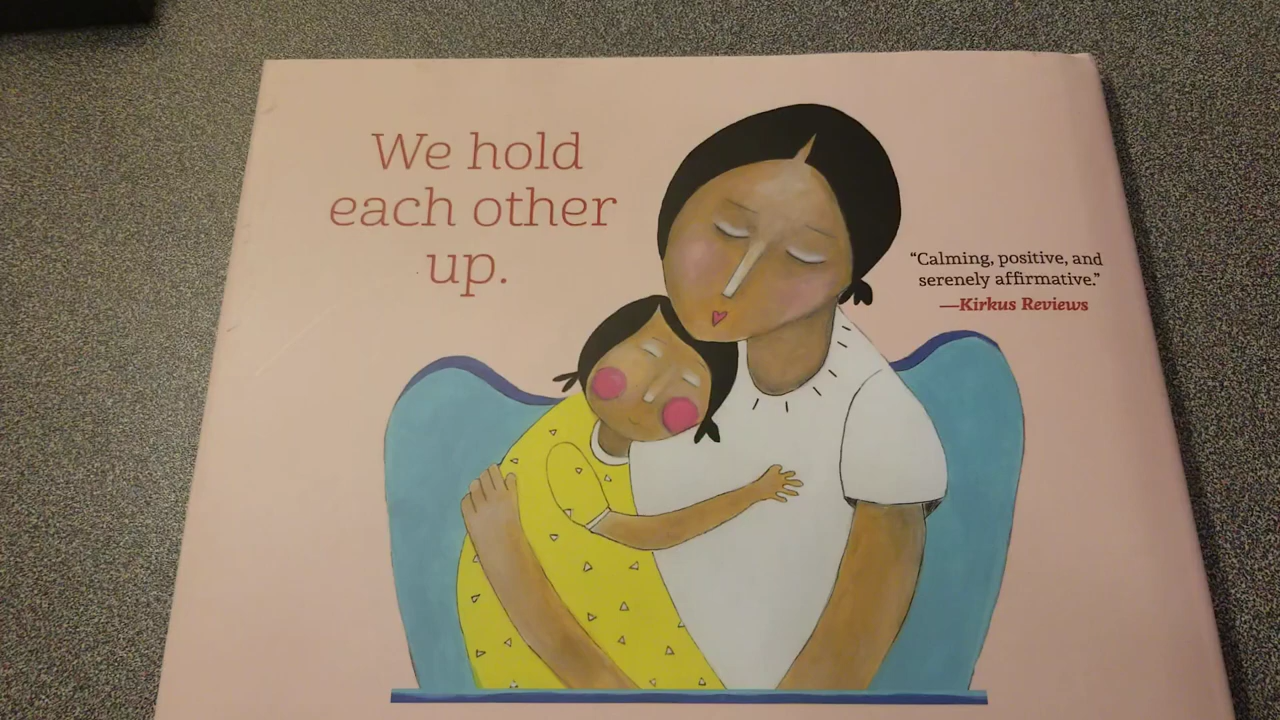 We hold
each other
up.
“Calming, positive, and
serenely affirmative.”
—Kirkus Reviews